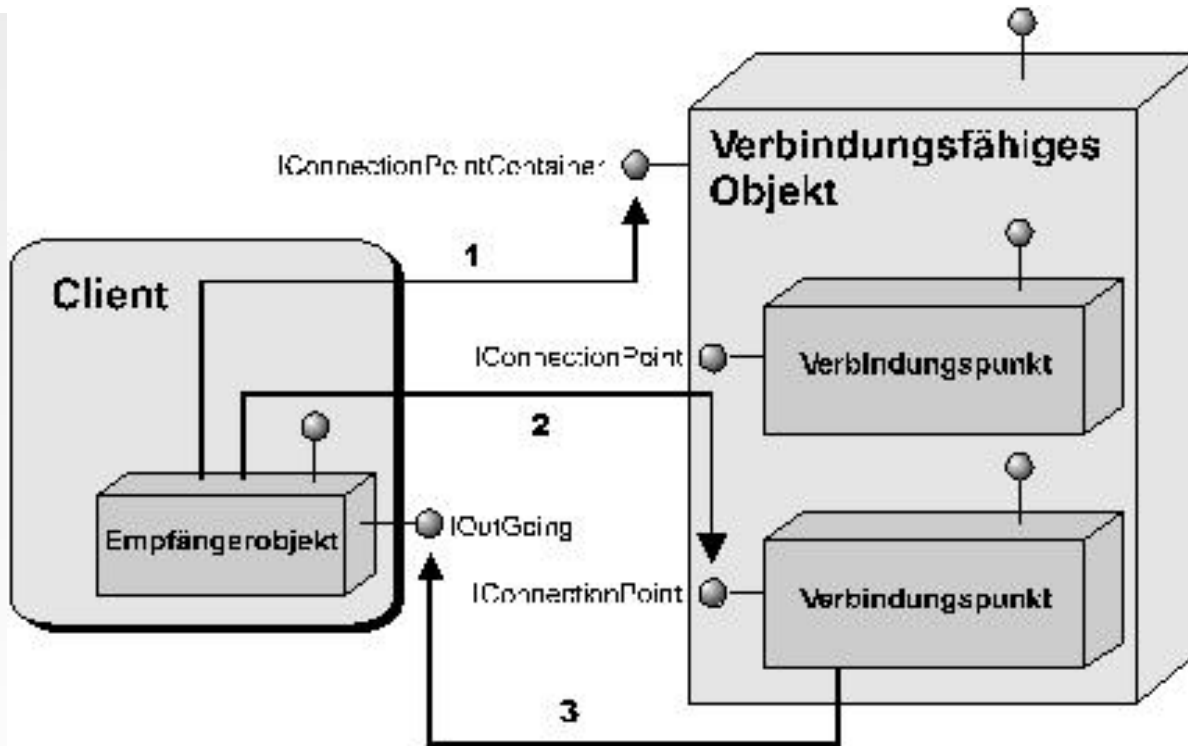 Verbindungsfähiges
Objekt
IConnectionPointContainer
1
Client
IConnectionPoint
Verbindungspunkt
2
IOutGoing
Empfängerobjekt
IConnectionPoint
Verbindungspunkt
3